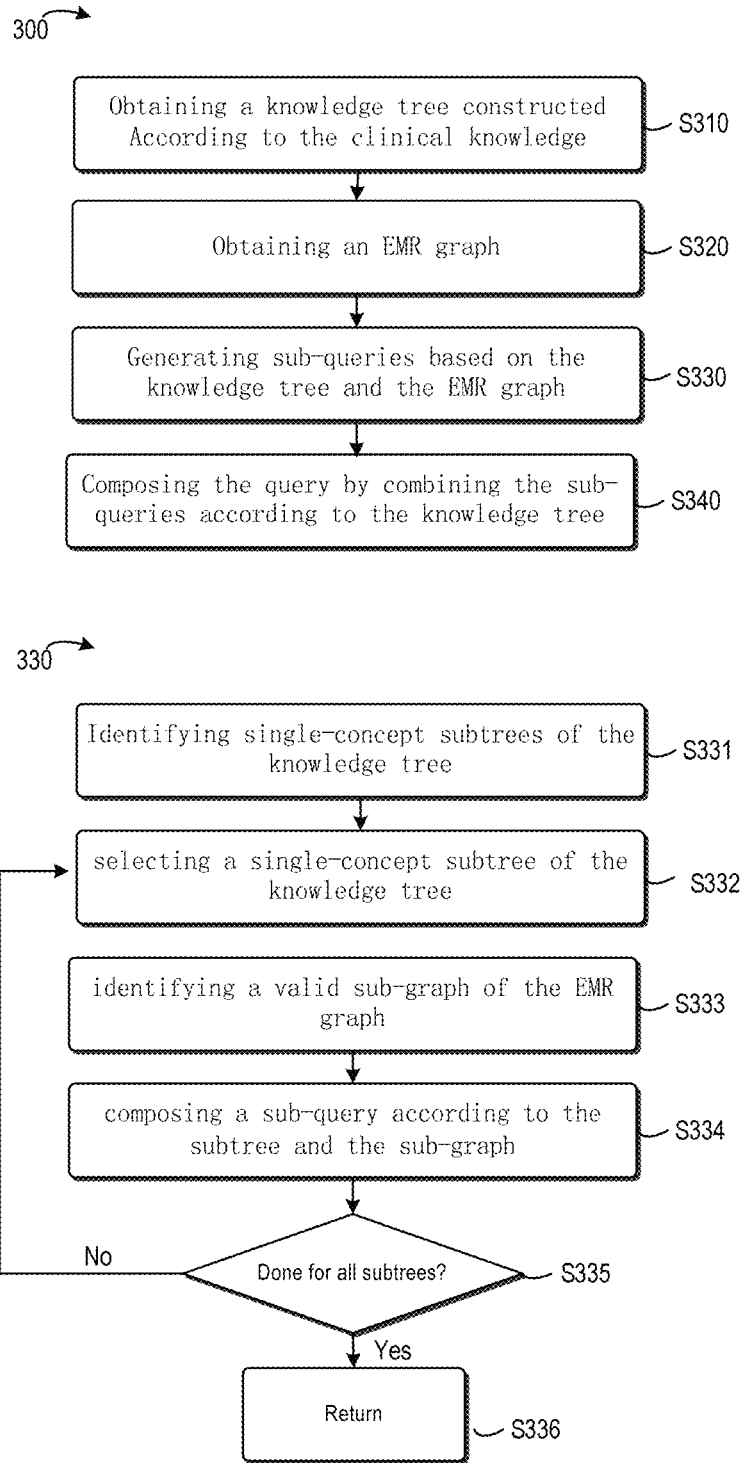 300
Obtaining a knowledge tree constructed
According to the clinical knowledge
S310
Obtaining an EMR graph
S320
Generating sub-queries based on the
knowledge tree and the EMR graph
S330
Composing the query by combining the sub-
queries according to the knowledge tree
S340
330
Identifying single-concept subtrees of the
knowledge tree
S331
selecting a single-concept subtree of the
knowledge tree
S332
identifying a valid sub-graph of the EMR
graph
S333
composing a sub-query according to the
subtree and the sub-graph
S334
No
Done for all subtrees?
S335
Yes
Return
S336